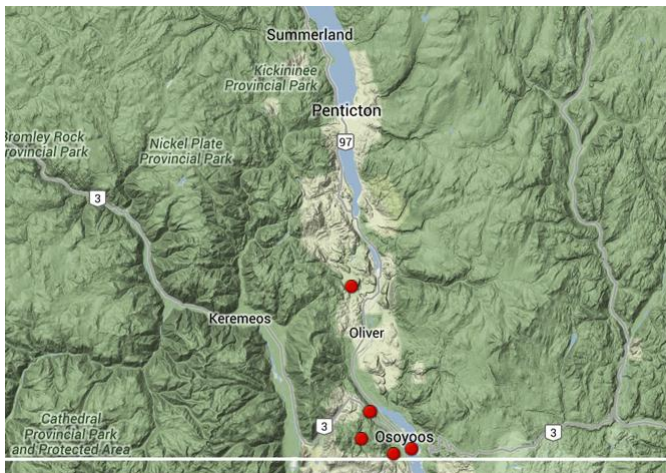 Summerland
Kickininee
Provincial Park
Penticton
Bromley Rock
Provincial Park
Nickel Plate
Provincial Park
97
3
Keremeos
Oliver
Cathedral
Provincial Park
and Protected Area
3
Osoyoos
3